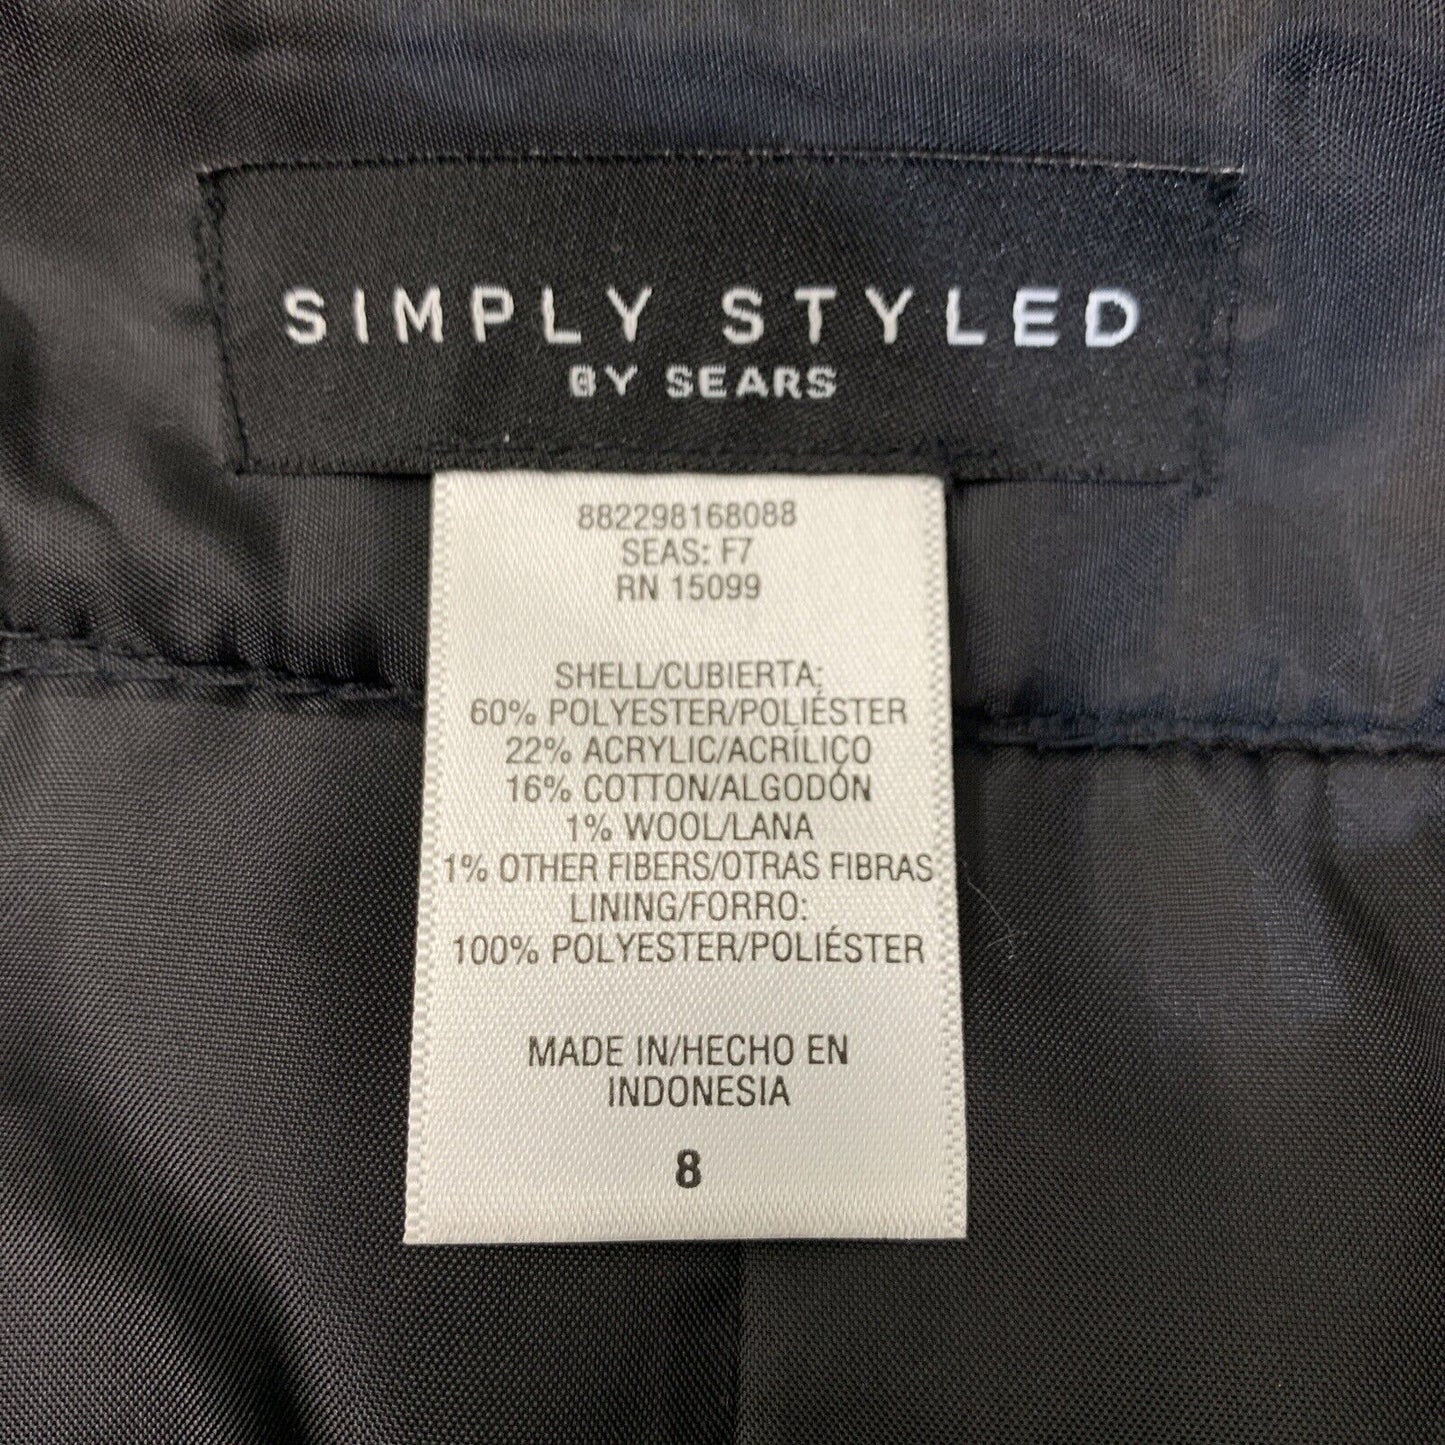 SIMPLY STYLED
BY SEARS
882298168088
SEAS: F7
RN 15099
SHELL/CUBIERTA:
60% POLYESTER/POLIÉSTER
22% ACRYLIC/ACRÍLICO
16% COTTON/ALGODÓN
1% WOOL/LANA
1% OTHER FIBERS/OTRAS FIBRAS
LINING/FORRO:
100% POLYESTER/POLIÉSTER
MADE IN/HECHO EN
INDONESIA
8